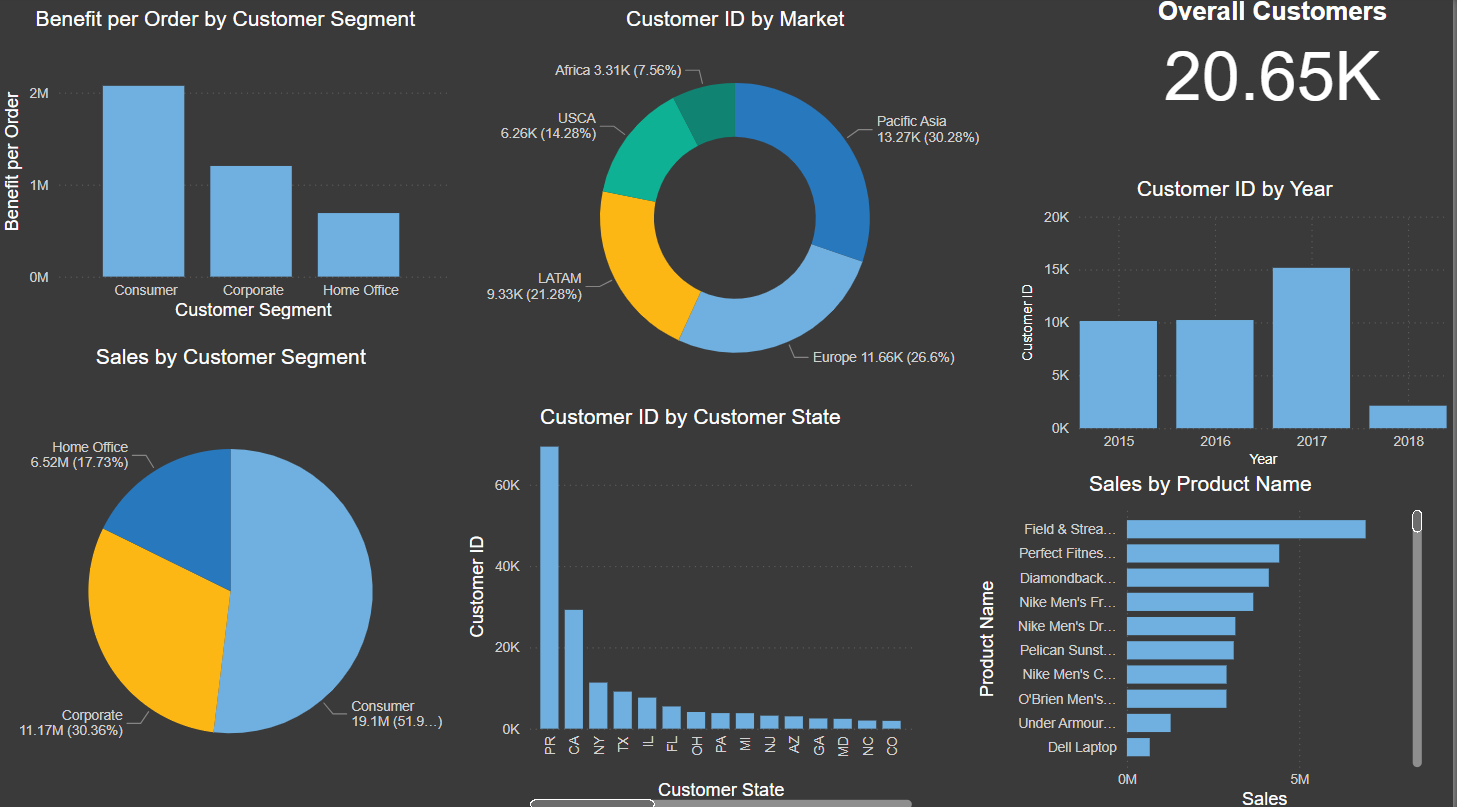 Benefit per Order by Customer Segment
Benefit per Order
2M
1M
0M
Consumer
Corporate
Home Office
Customer Segment
Customer ID by Market
Africa 3.31K (7.56%)
USCA
6.26K (14.28%)
Pacific Asia
13.27K (30.28%)
LATAM
9.33K (21.28%)
Europe 11.66K (26.6%)
Overall Customers
20.65K
Customer ID by Year
Customer ID
20K
15K
10K
5K
0K
2015
2016
2017
2018
Year
Sales by Customer Segment
Home Office
6.52M (17.73%)
Corporate
11.17M (30.36%)
Consumer
19.1M (51.9…)
Customer ID by Customer State
Customer ID
60K
40K
20K
0K
PR
CA
NY
TX
IL
FL
OH
PA
MI
NJ
AZ
GA
MD
NC
CO
Customer State
Sales by Product Name
Product Name
Field & Strea…
Perfect Fitnes…
Diamondback…
Nike Men's Fr…
Nike Men's Dr…
Pelican Sunst…
Nike Men's C…
O'Brien Men's…
Under Armour…
Dell Laptop
0M
5M
Sales